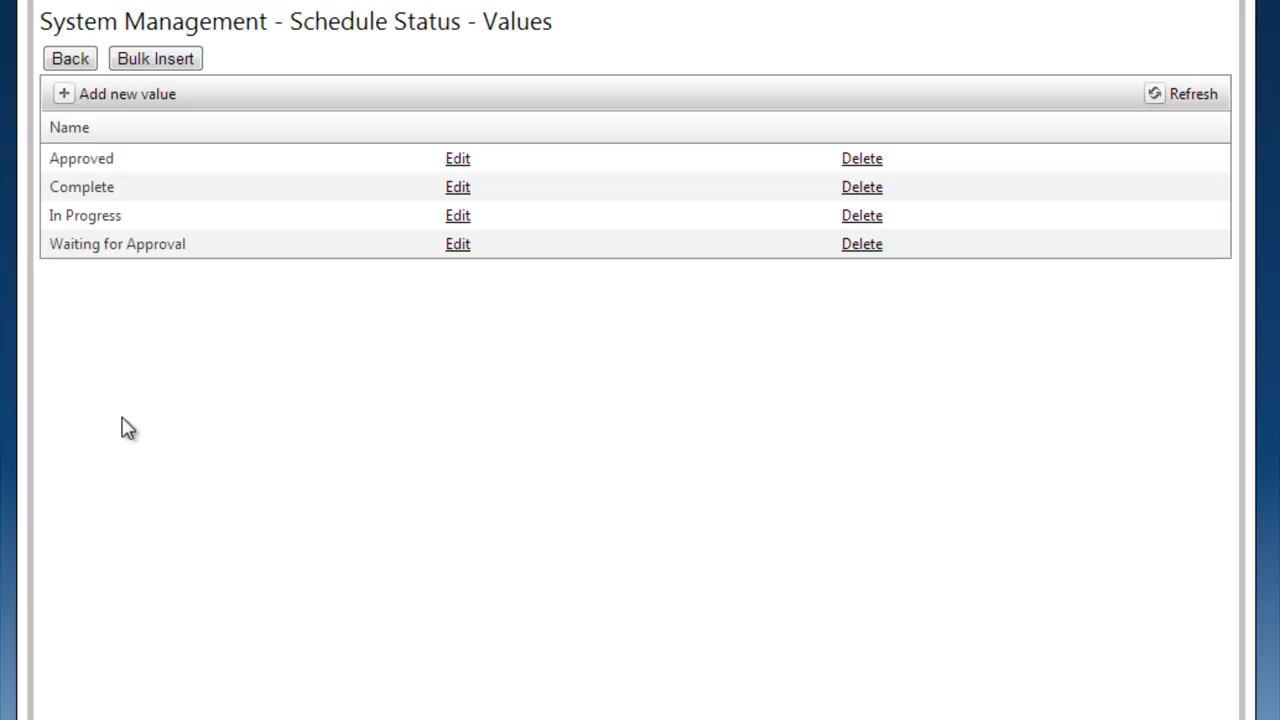 System Management - Schedule Status - Values
Back Bulk Insert
Add new value Refresh
Name
Approved Edit Delete
Complete Edit Delete
In Progress Edit Delete
Waiting for Approval Edit Delete